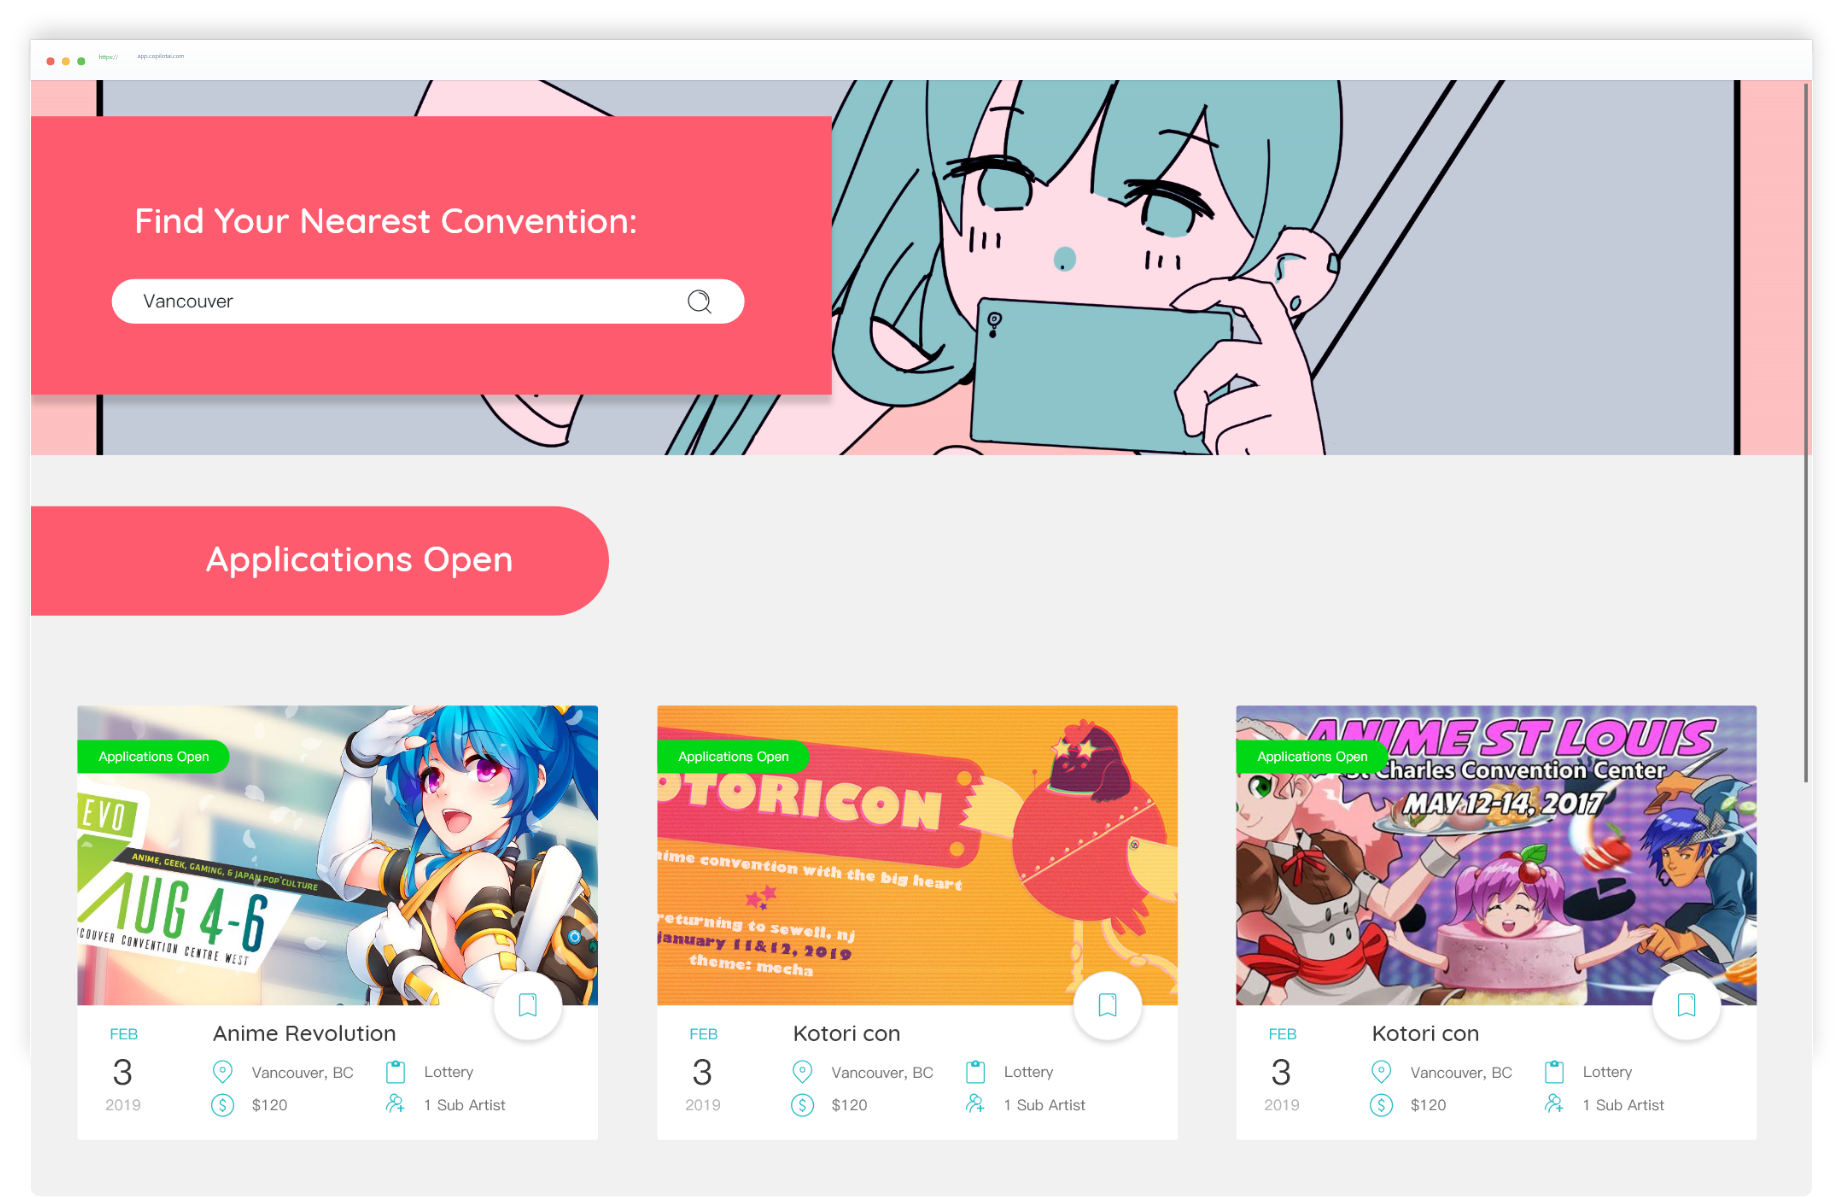 https://
app.copilotai.com
Find Your Nearest Convention:
Vancouver
Applications Open
Applications Open
EVO
ANIME, GEEK, GAMING, & JAPAN POP CULTURE
AUG 4-6
COUVER CONVENTION CENTRE WEST
FEB
3
2019
Anime Revolution
Vancouver, BC
Lottery
$120
1 Sub Artist
Applications Open
OTORICON
nime convention with the big heart
returning to sewell, nj
january 11&12, 2019
theme: mecha
FEB
3
2019
Kotori con
Vancouver, BC
Lottery
$120
1 Sub Artist
ANIME ST LOUIS
Applications Open
Charles Convention Center
MAY 12-14, 2017
FEB
3
2019
Kotori con
Vancouver, BC
Lottery
$120
1 Sub Artist